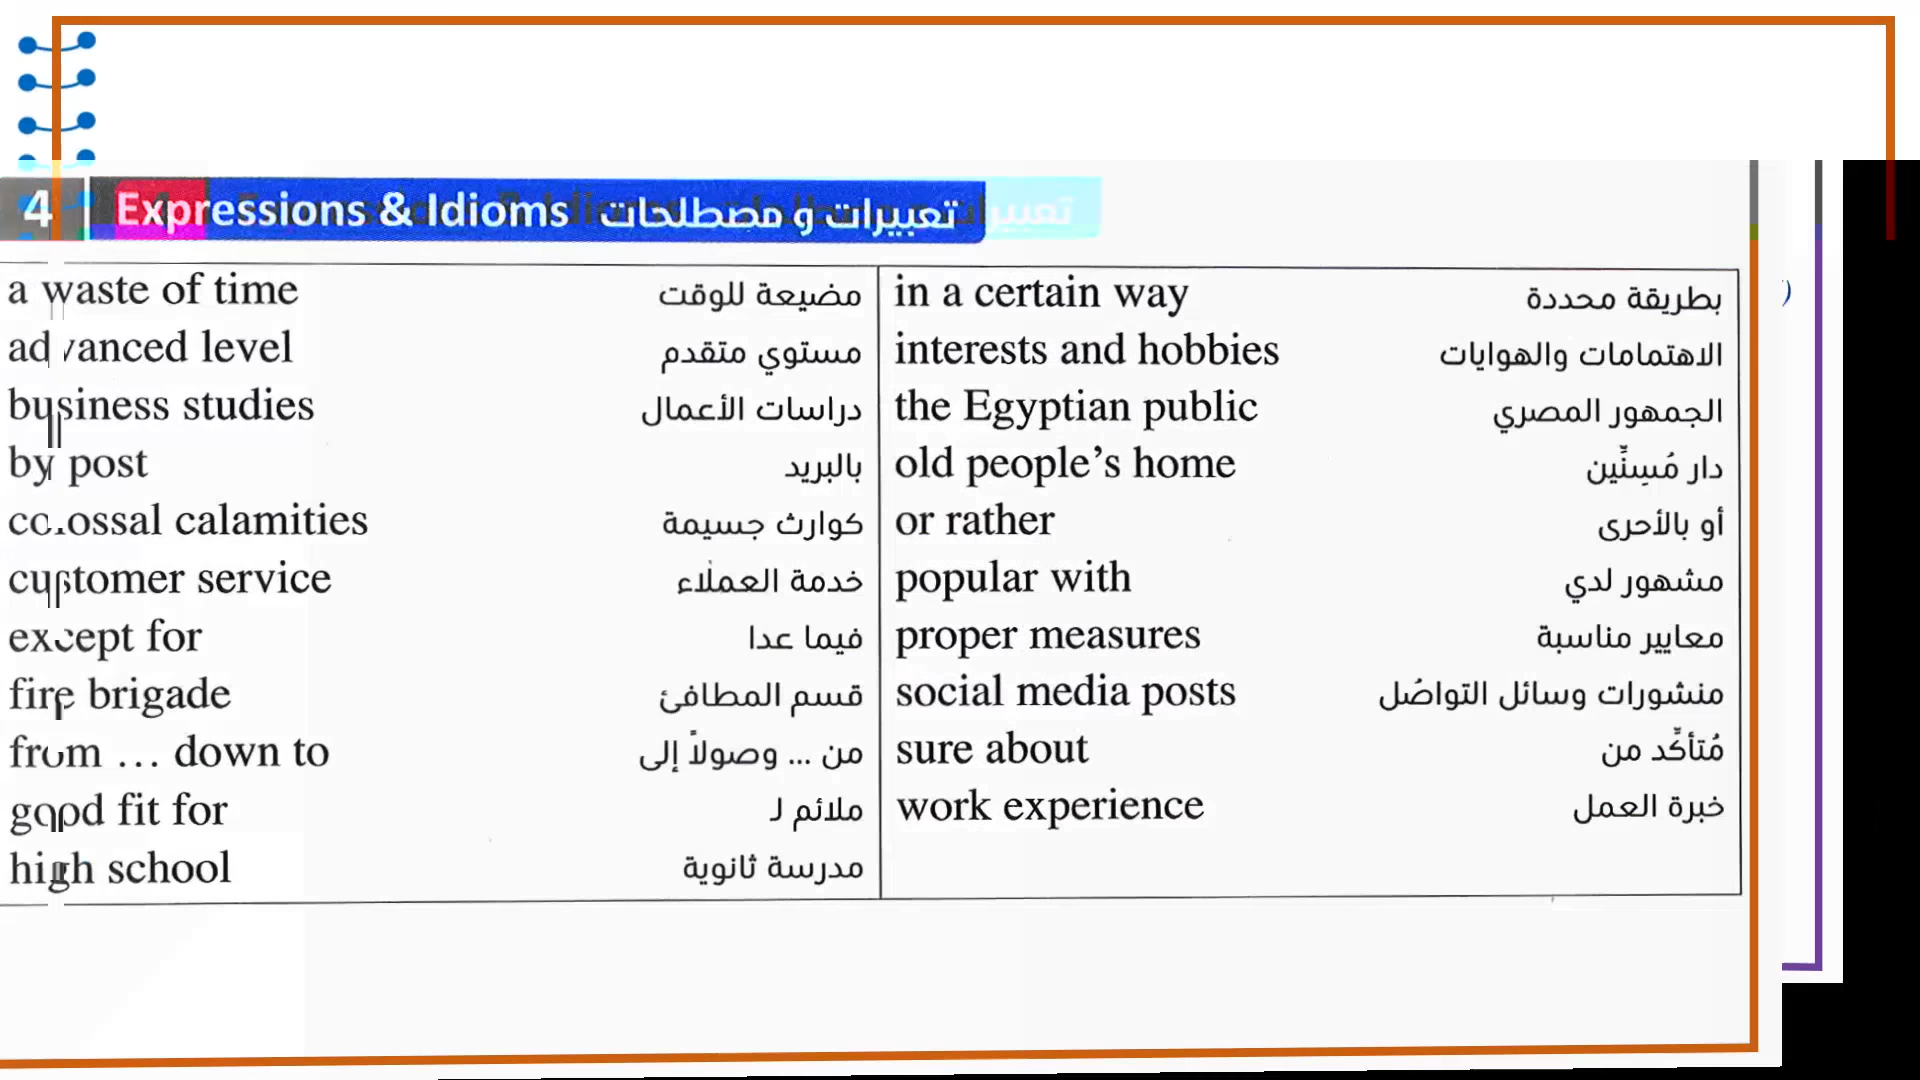 4 Expressions & Idioms تعبيرات و مصطلحات
a waste of time مضيعة للوقت
advanced level مستوي متقدم
business studies دراسات الأعمال
by post بالبريد
colossal calamities كوارث جسيمة
customer service خدمة العملاء
except for فيما عدا
fire brigade قسم المطافئ
from … down to من ... وصولاً إلى
good fit for ملائم لـ
high school مدرسة ثانوية
in a certain way بطريقة محددة
interests and hobbies الاهتمامات والهوايات
the Egyptian public الجمهور المصري
old people’s home دار مُسِنِّين
or rather أو بالأحرى
popular with مشهور لدي
proper measures معايير مناسبة
social media posts منشورات وسائل التواصُل
sure about مُتأكِّد من
work experience خبرة العمل